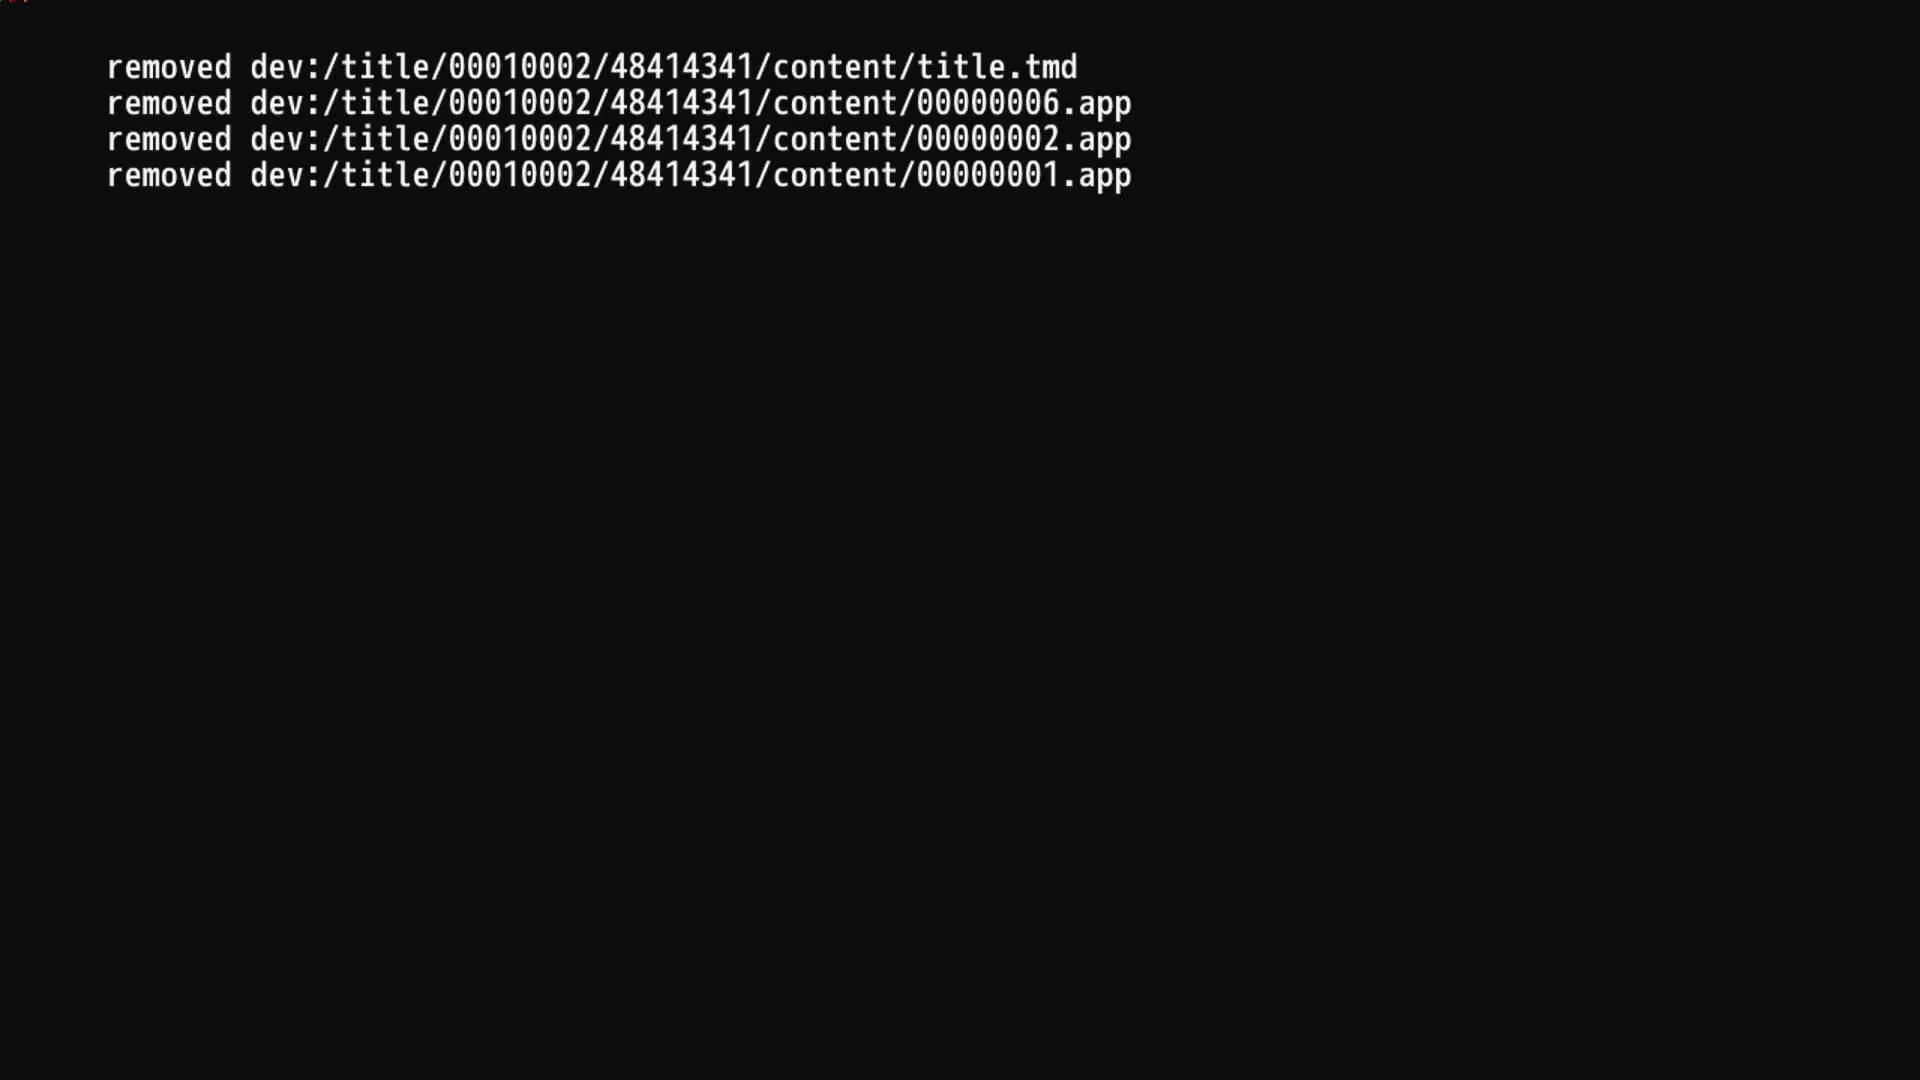 removed dev:/title/00010002/48414341/content/title.tmd
removed dev:/title/00010002/48414341/content/00000006.app
removed dev:/title/00010002/48414341/content/00000002.app
removed dev:/title/00010002/48414341/content/00000001.app